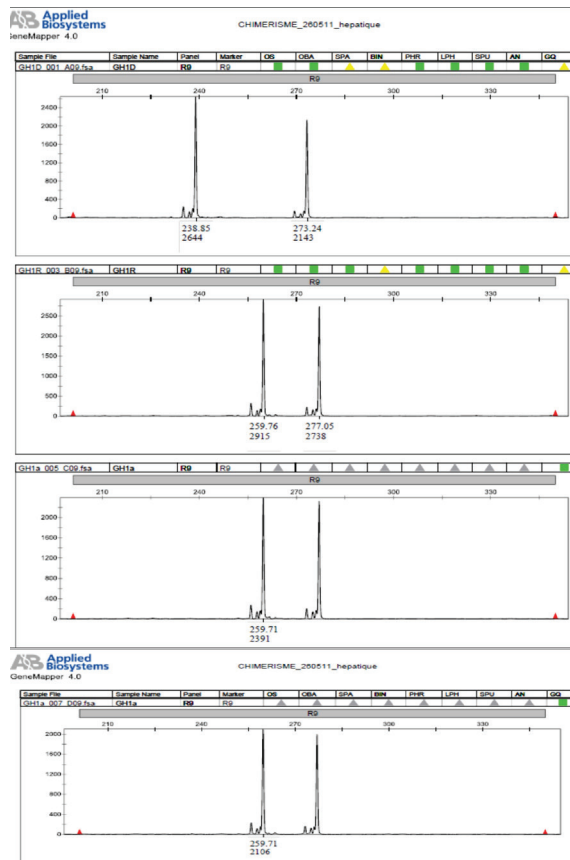 AB Applied
Biosystems
CHIMERISME_260511_hepatique
GeneMapper 4.0
Sample File Sample Name Panel Marker OS OBA SPA BIN PHR LPH SPU AN GQ
GH1D_001_A09.fsa GH1D R9 R9
R9
210 240 270 300 330
2400
2000
1600
1200
800
400
0
238.85 273.24
2644 2143
GH1R_003_B09.fsa GH1R R9 R9
R9
210 240 270 300 330
2500
2000
1500
1000
500
0
259.76 277.05
2915 2738
GH1a_005_C09.fsa GH1a R9 R9
R9
210 240 270 300 330
2000
1600
1200
800
400
0
259.71
2391
AB Applied
Biosystems
CHIMERISME_260511_hepatique
GeneMapper 4.0
Sample File Sample Name Panel Marker OS OBA SPA BIN PHR LPH SPU AN GQ
GH1a_007_D09.fsa GH1a R9 R9
R9
210 240 270 300 330
2000
1600
1200
800
400
0
259.71
2106